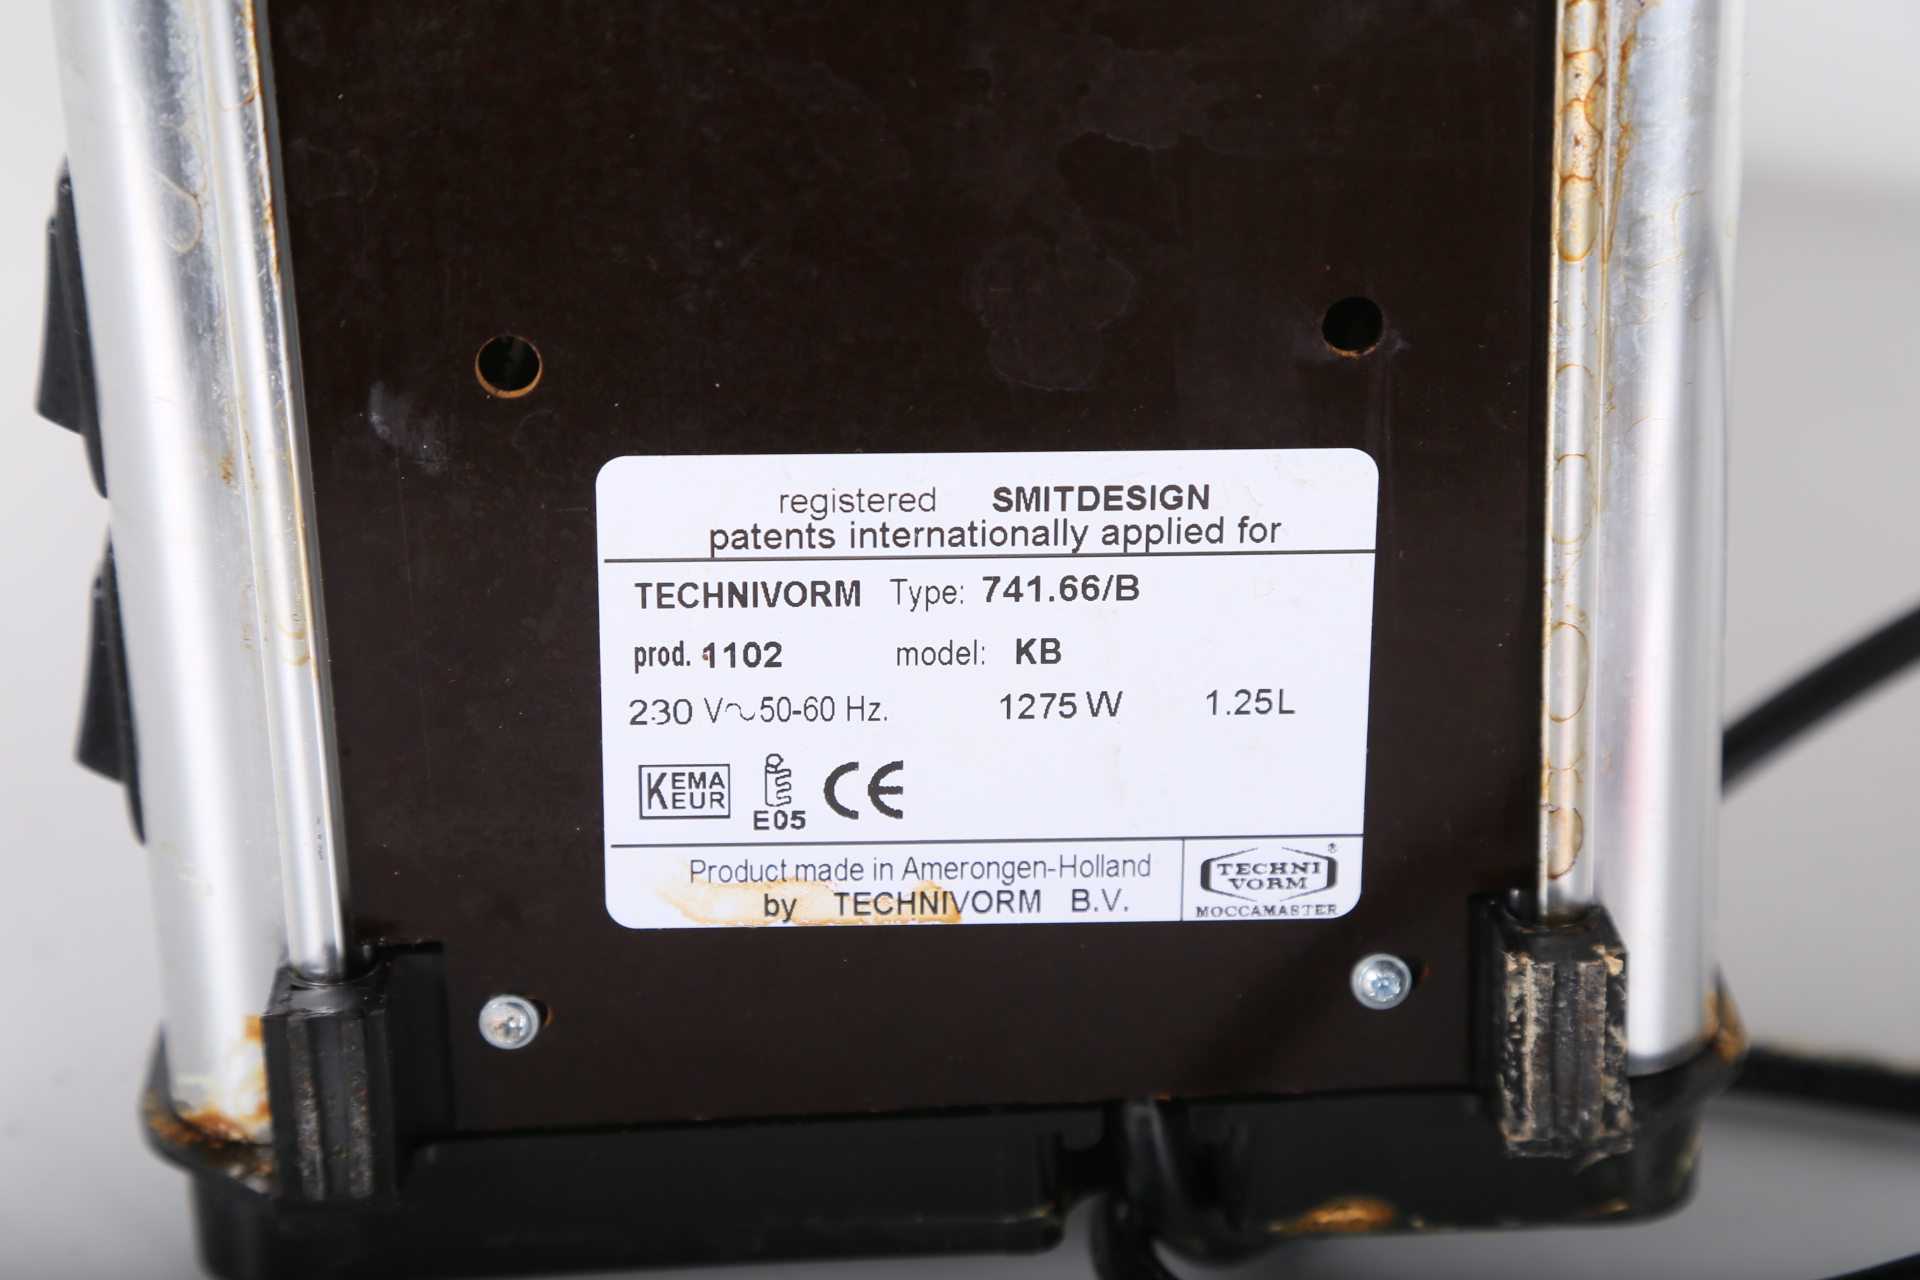 registered SMITDESIGN
patents internationally applied for
TECHNIVORM Type: 741.66/B
prod. 1102 model: KB
230 V~50-60 Hz. 1275 W 1.25L
KEMA
KEUR
E05
CE
Product made in Amerongen-Holland
by TECHNIVORM B.V.
TECHNI®
VORM
MOCCAMASTER